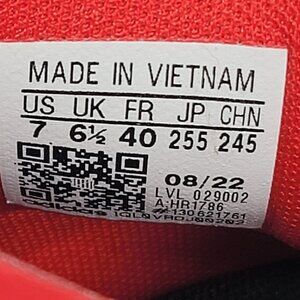 MADE IN VIETNAM
US UK FR JP CHN
7 6½ 40 255 245
08/22
LVL 029002
A:HR1786
#130621761